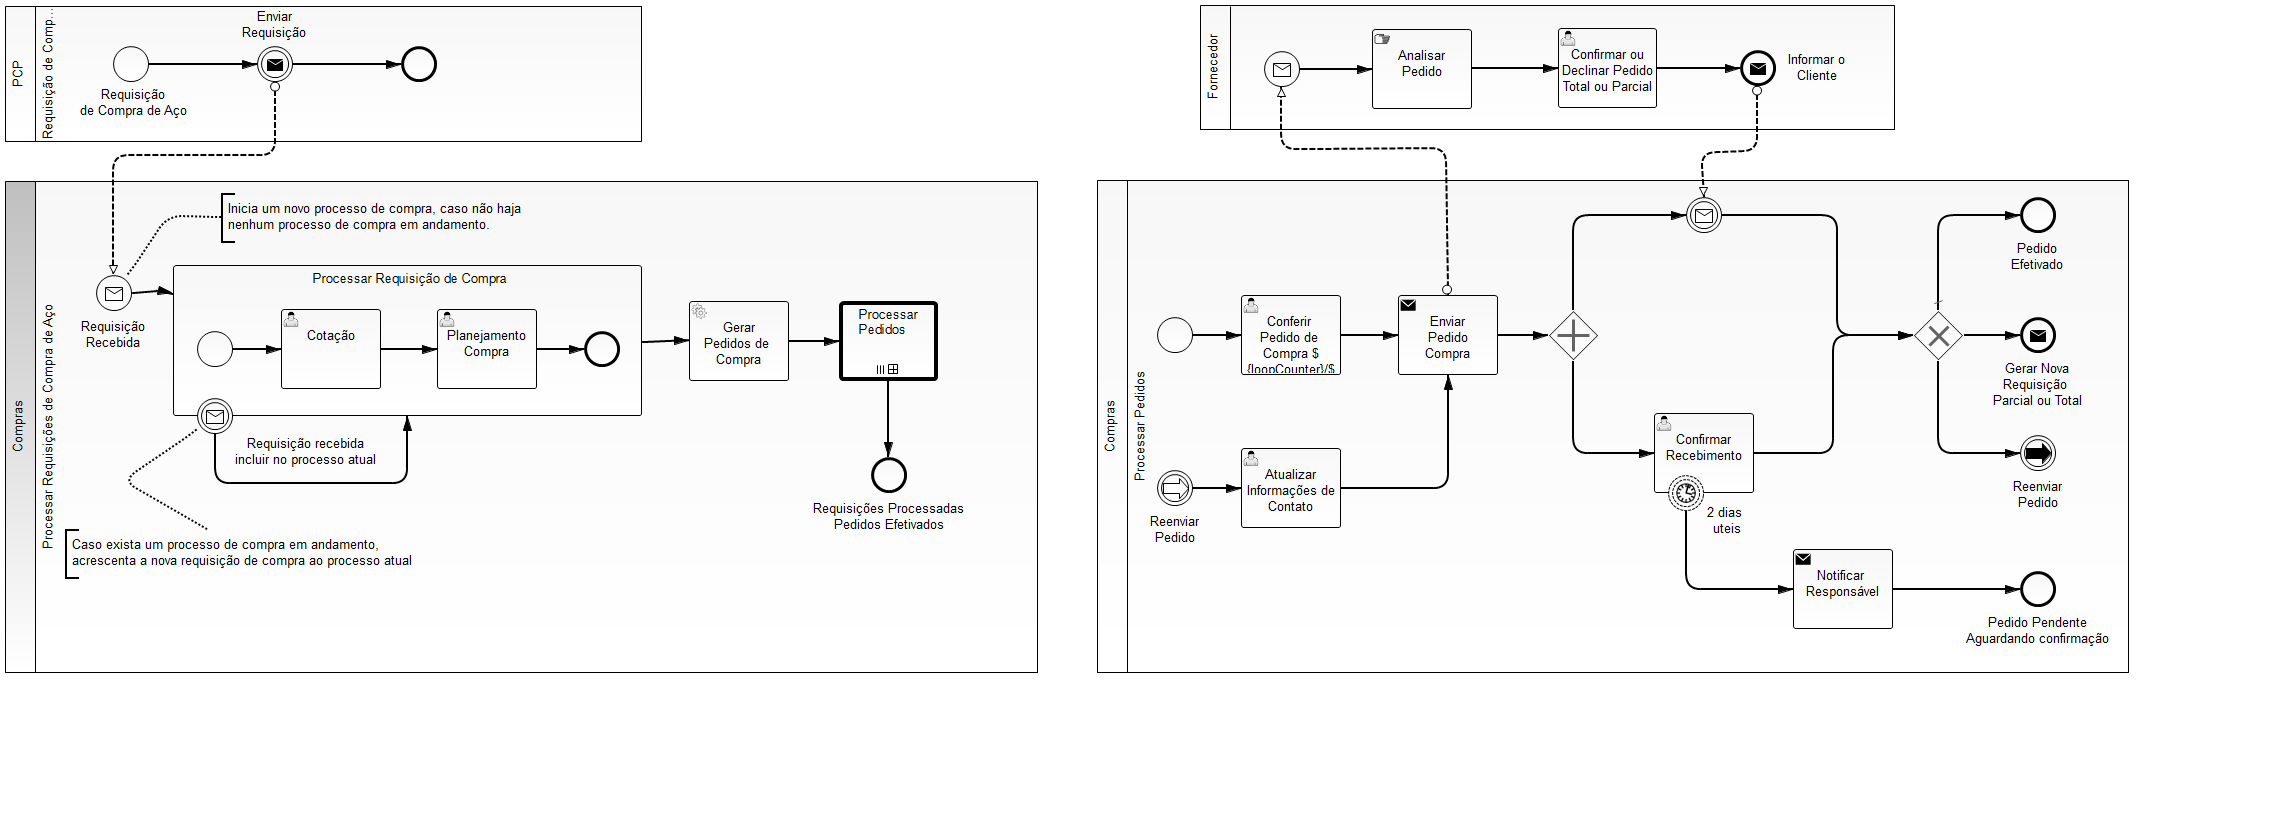 PCP
Requisição de Comp...
Enviar
Requisição
Requisição
de Compra de Aço
Compras
Processar Requisições de Compra de Aço
Inicia um novo processo de compra, caso não haja
nenhum processo de compra em andamento.
Requisição
Recebida
Processar Requisição de Compra
Cotação
Planejamento
Compra
Requisição recebida
incluir no processo atual
Caso exista um processo de compra em andamento,
acrescenta a nova requisição de compra ao processo atual
Gerar
Pedidos de
Compra
Processar
Pedidos
Requisições Processadas
Pedidos Efetivados
Fornecedor
Analisar
Pedido
Confirmar ou
Declinar Pedido
Total ou Parcial
Informar o
Cliente
Compras
Processar Pedidos
Conferir
Pedido de
Compra $
{loopCounter}/$
Enviar
Pedido
Compra
Reenviar
Pedido
Atualizar
Informações de
Contato
Confirmar
Recebimento
2 dias
uteis
Notificar
Responsável
Pedido
Efetivado
Gerar Nova
Requisição
Parcial ou Total
Reenviar
Pedido
Pedido Pendente
Aguardando confirmação